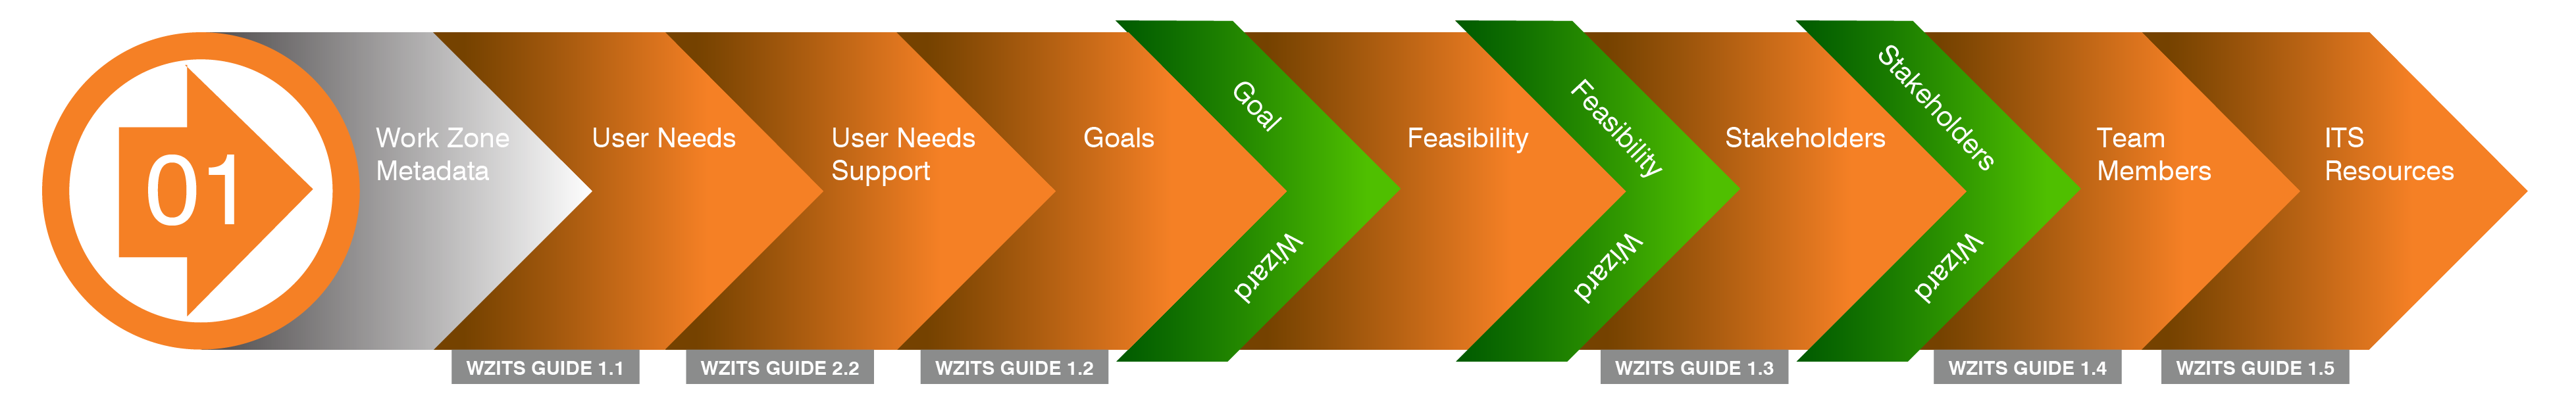 01
Work Zone
Metadata
User Needs
User Needs
Support
Goals
Goal
Wizard
Feasibility
Feasibility
Wizard
Stakeholders
Stakeholders
Wizard
Team
Members
ITS
Resources
WZITS GUIDE 1.1
WZITS GUIDE 2.2
WZITS GUIDE 1.2
WZITS GUIDE 1.3
WZITS GUIDE 1.4
WZITS GUIDE 1.5